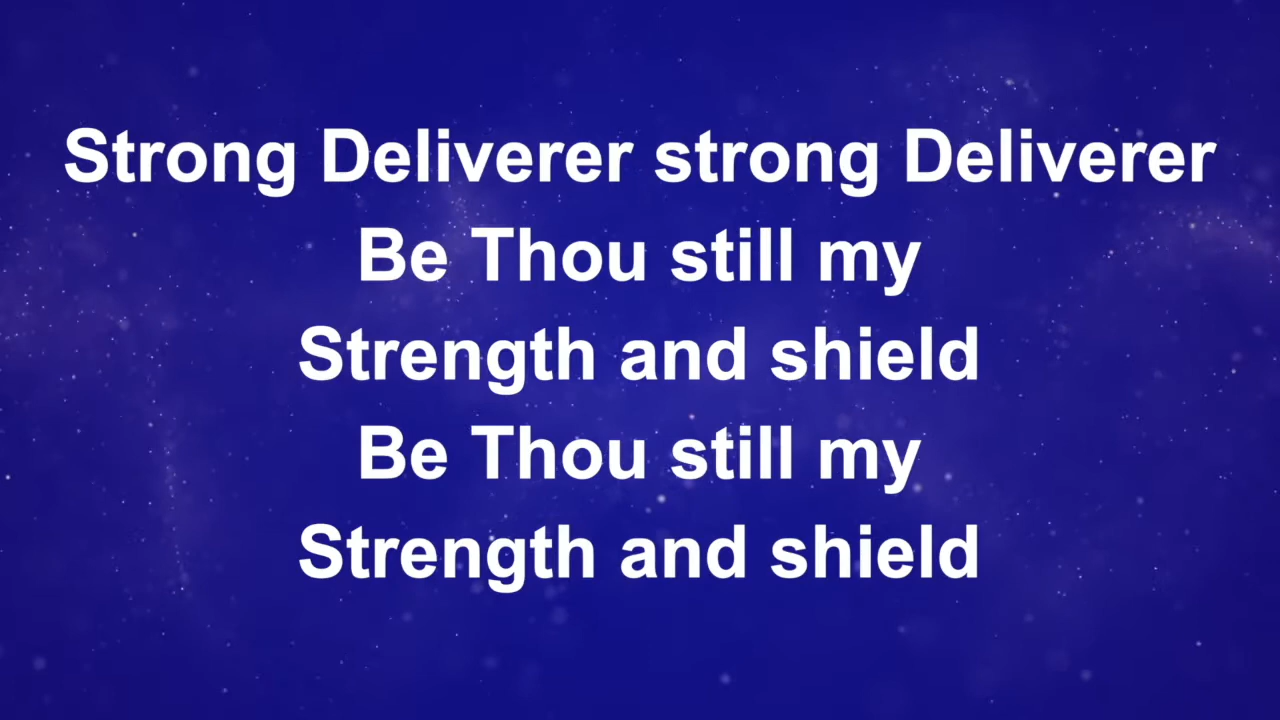 Strong Deliverer strong Deliverer
Be Thou still my
Strength and shield
Be Thou still my
Strength and shield